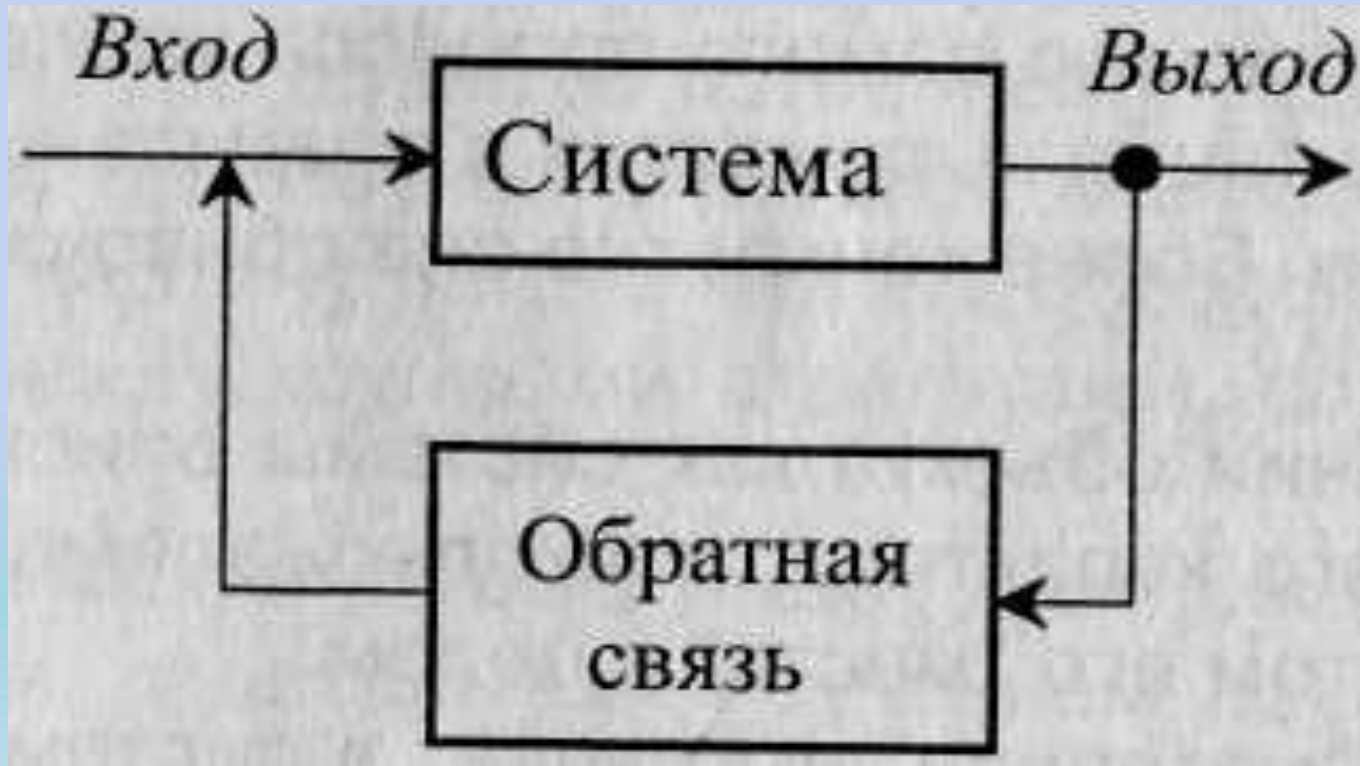 Вход
Выход
Система
Обратная
связь